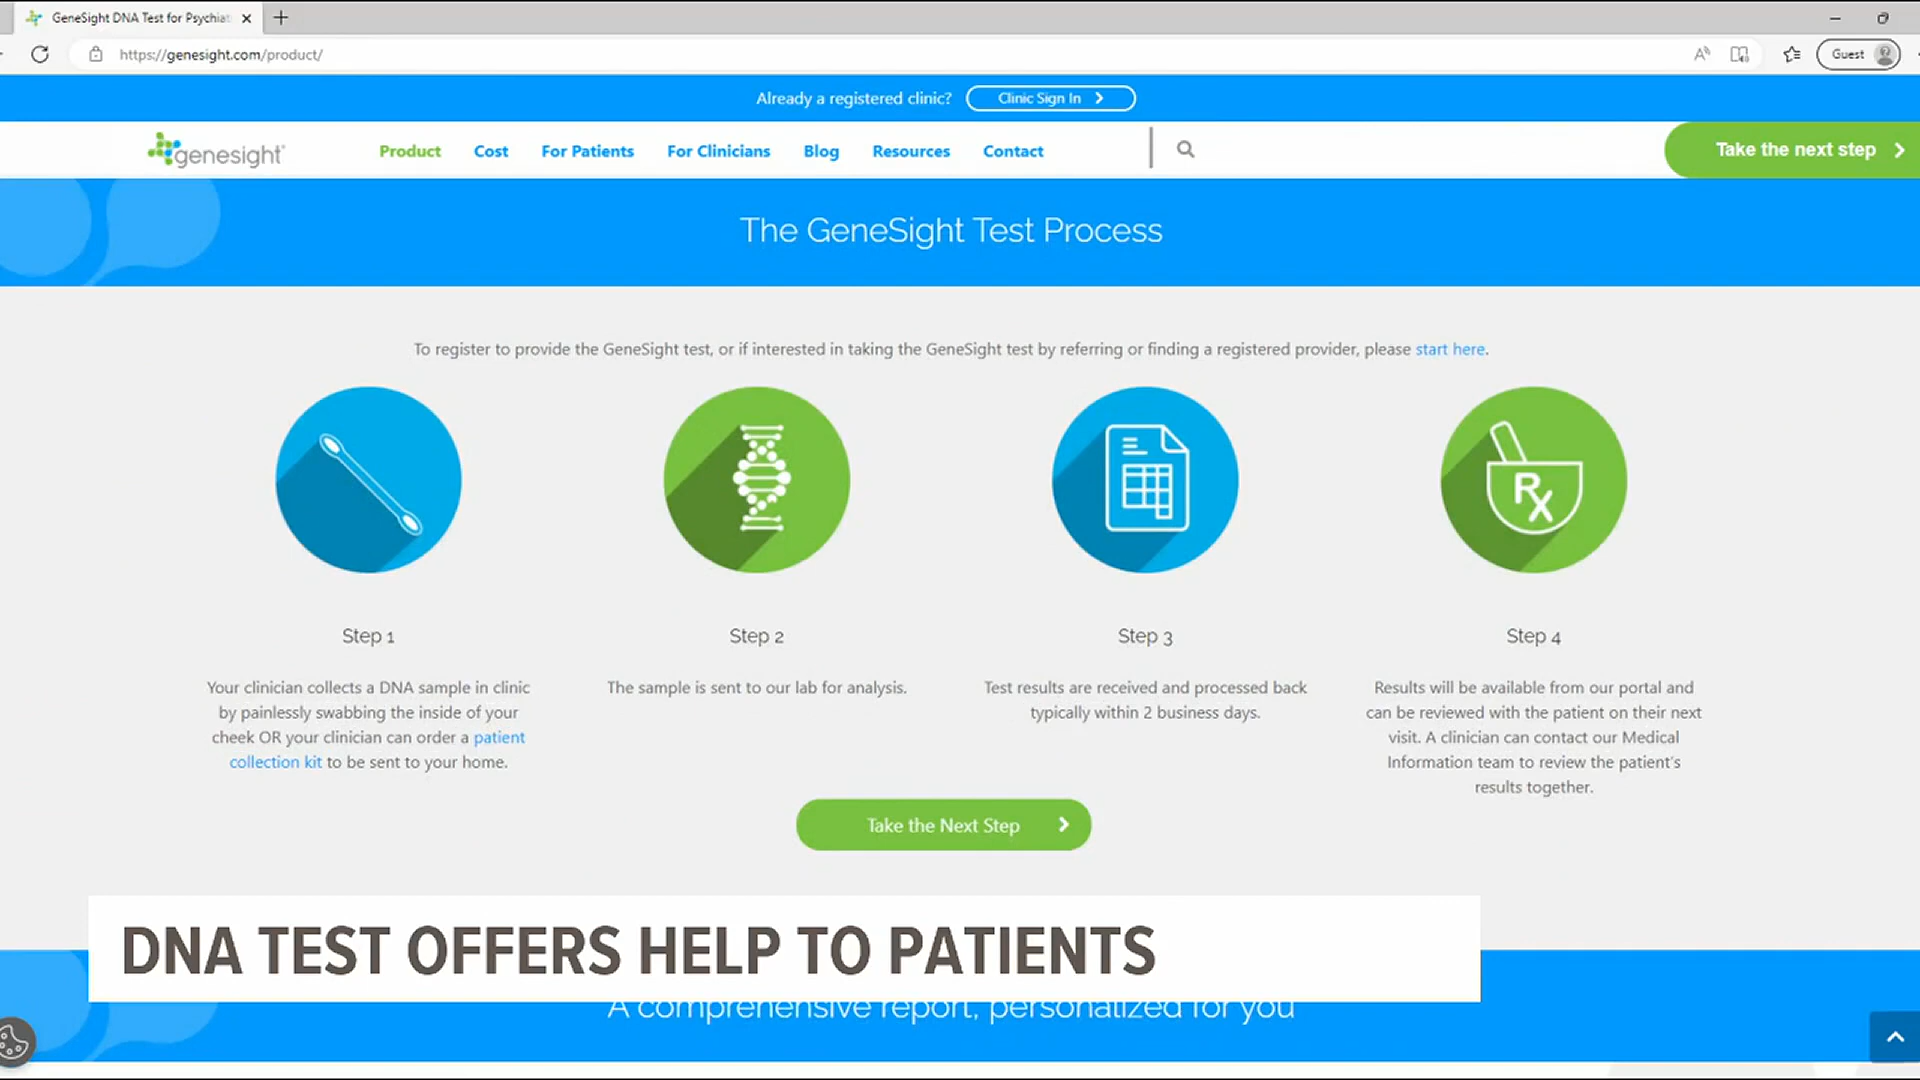 GeneSight DNA Test for Psychiat
https://genesight.com/product/
Guest
Already a registered clinic?
Clinic Sign In
genesight
Product
Cost
For Patients
For Clinicians
Blog
Resources
Contact
Take the next step
The GeneSight Test Process
To register to provide the GeneSight test, or if interested in taking the GeneSight test by referring or finding a registered provider, please start here.
Rx
Step 1
Your clinician collects a DNA sample in clinic
by painlessly swabbing the inside of your
cheek OR your clinician can order a patient
collection kit to be sent to your home.
Step 2
The sample is sent to our lab for analysis.
Step 3
Test results are received and processed back
typically within 2 business days.
Step 4
Results will be available from our portal and
can be reviewed with the patient on their next
visit. A clinician can contact our Medical
Information team to review the patient's
results together.
Take the Next Step
DNA TEST OFFERS HELP TO PATIENTS
A comprehensive report, personalized for you